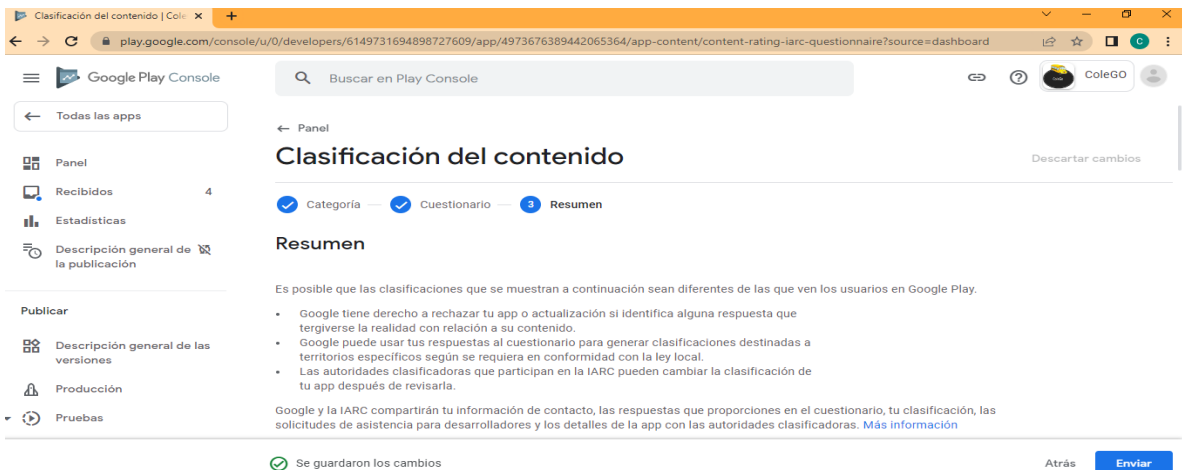 Clasificación del contenido | Cole
play.google.com/console/u/0/developers/6149731694898727609/app/4973676389442065364/app-content/content-rating-iarc-questionnaire?source=dashboard
C
Google Play Console
Buscar en Play Console
ColeGO
Todas las apps
Panel
Recibidos 4
Estadísticas
Descripción general de
la publicación
Publicar
Descripción general de las
versiones
Producción
Pruebas
← Panel
Clasificación del contenido
Descartar cambios
Categoría — Cuestionario — 3 Resumen
Resumen
Es posible que las clasificaciones que se muestran a continuación sean diferentes de las que ven los usuarios en Google Play.
• Google tiene derecho a rechazar tu app o actualización si identifica alguna respuesta que
tergiverse la realidad con relación a su contenido.
• Google puede usar tus respuestas al cuestionario para generar clasificaciones destinadas a
territorios específicos según se requiera en conformidad con la ley local.
• Las autoridades clasificadoras que participan en la IARC pueden cambiar la clasificación de
tu app después de revisarla.
Google y la IARC compartirán tu información de contacto, las respuestas que proporciones en el cuestionario, tu clasificación, las
solicitudes de asistencia para desarrolladores y los detalles de la app con las autoridades clasificadoras. Más información
Se guardaron los cambios
Atrás
Enviar